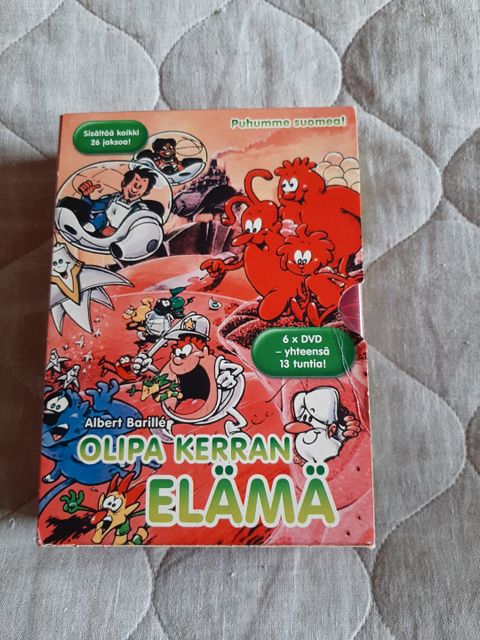 Puhumme suomea!
Sisältää kaikki
26 jaksoa!
6 x DVD
– yhteensä
13 tuntia!
Albert Barillé
OLIPA KERRAN
ELÄMÄ